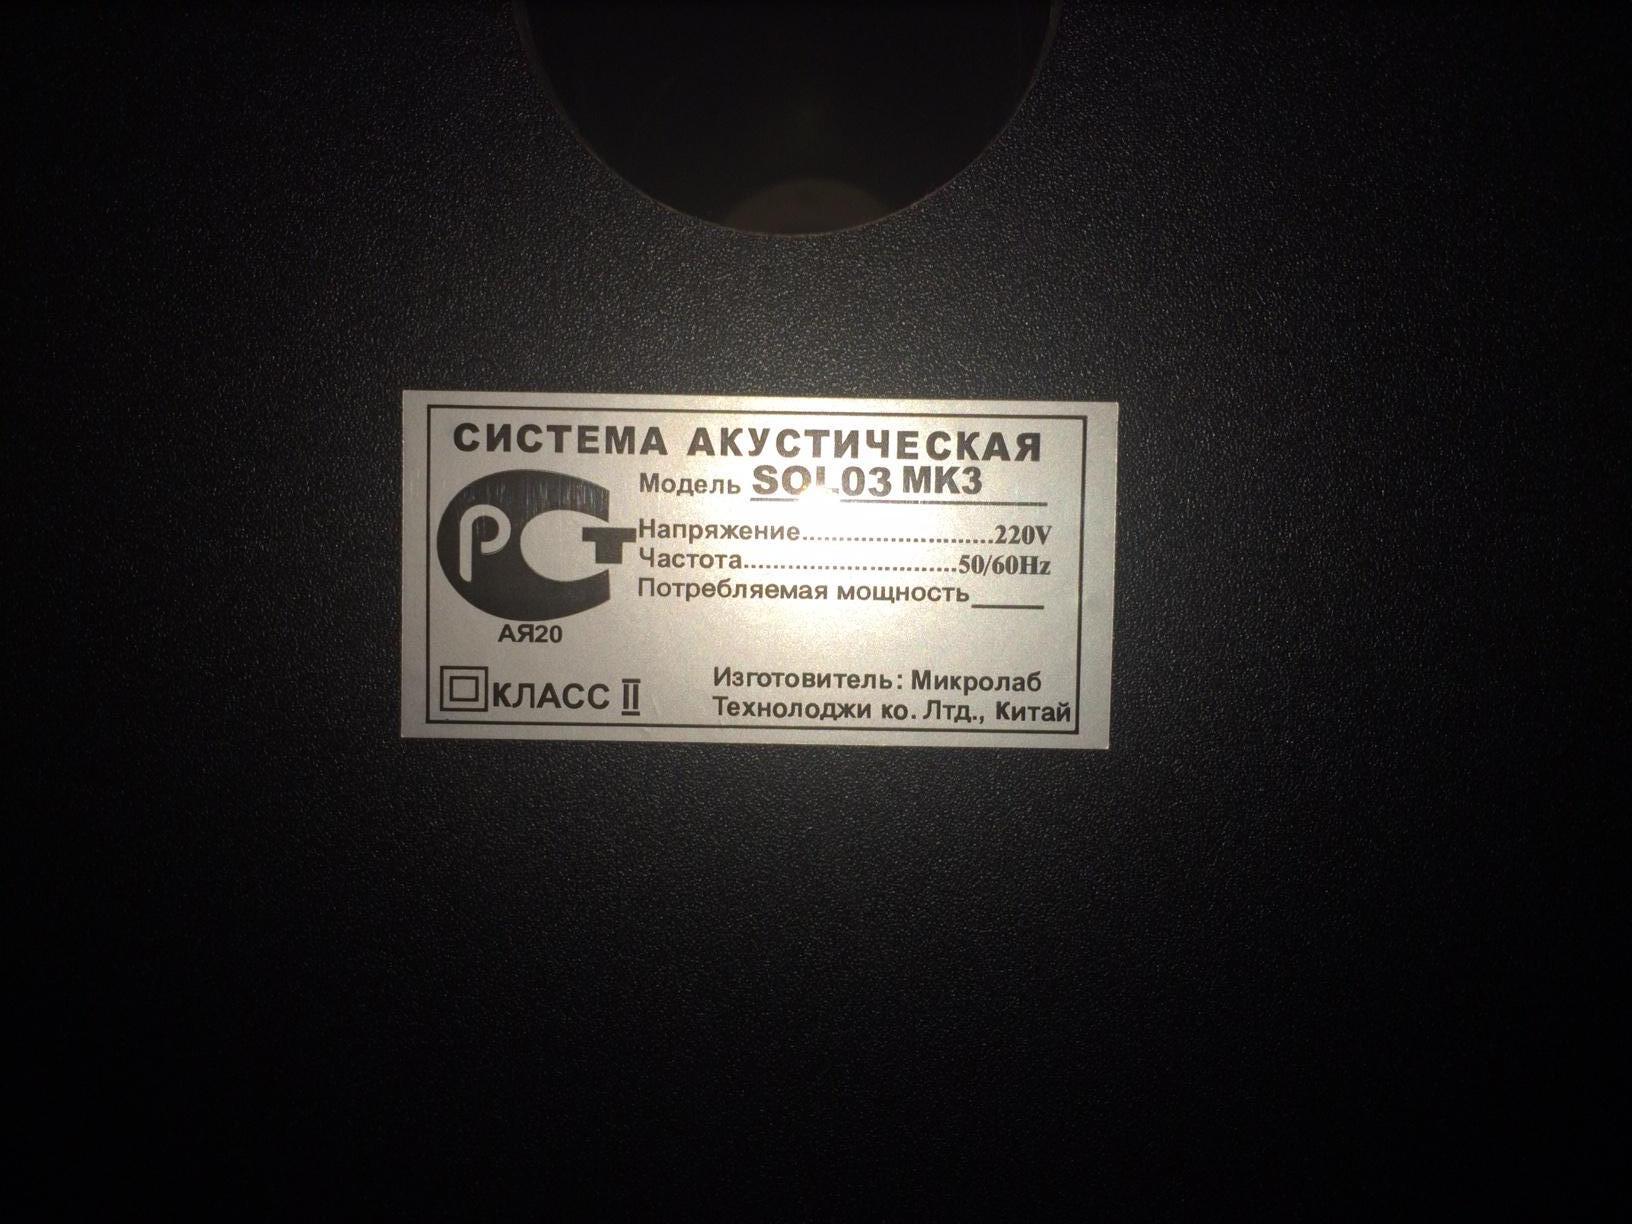 СИСТЕМА АКУСТИЧЕСКАЯ
Модель SOLO3 MK3
Напряжение...........................220V
Частота..............................50/60Hz
Потребляемая мощность_____
РСТ
АЯ20
КЛАСС II
Изготовитель: Микролаб
Технолоджи ко. Лтд., Китай